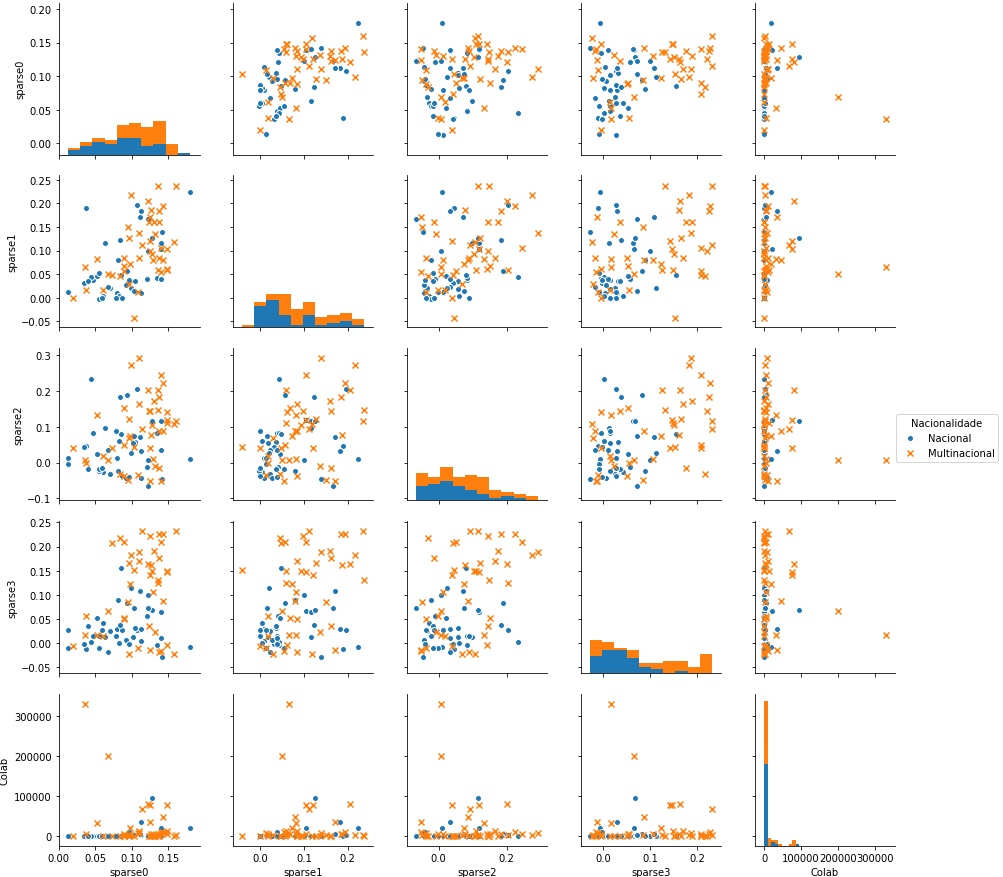 0.20
0.15
0.10
0.05
0.00
sparse0
0.25
0.20
0.15
0.10
0.05
0.00
−0.05
sparse1
0.3
0.2
0.1
0.0
−0.1
sparse2
Nacionalidade
Nacional
Multinacional
0.25
0.20
0.15
0.10
0.05
0.00
−0.05
sparse3
300000
200000
100000
0
Colab
0.00 0.05 0.10 0.15
0.0 0.1 0.2
0.0 0.2
0.0 0.1 0.2
0 100000 200000 300000
sparse0 sparse1 sparse2 sparse3 Colab